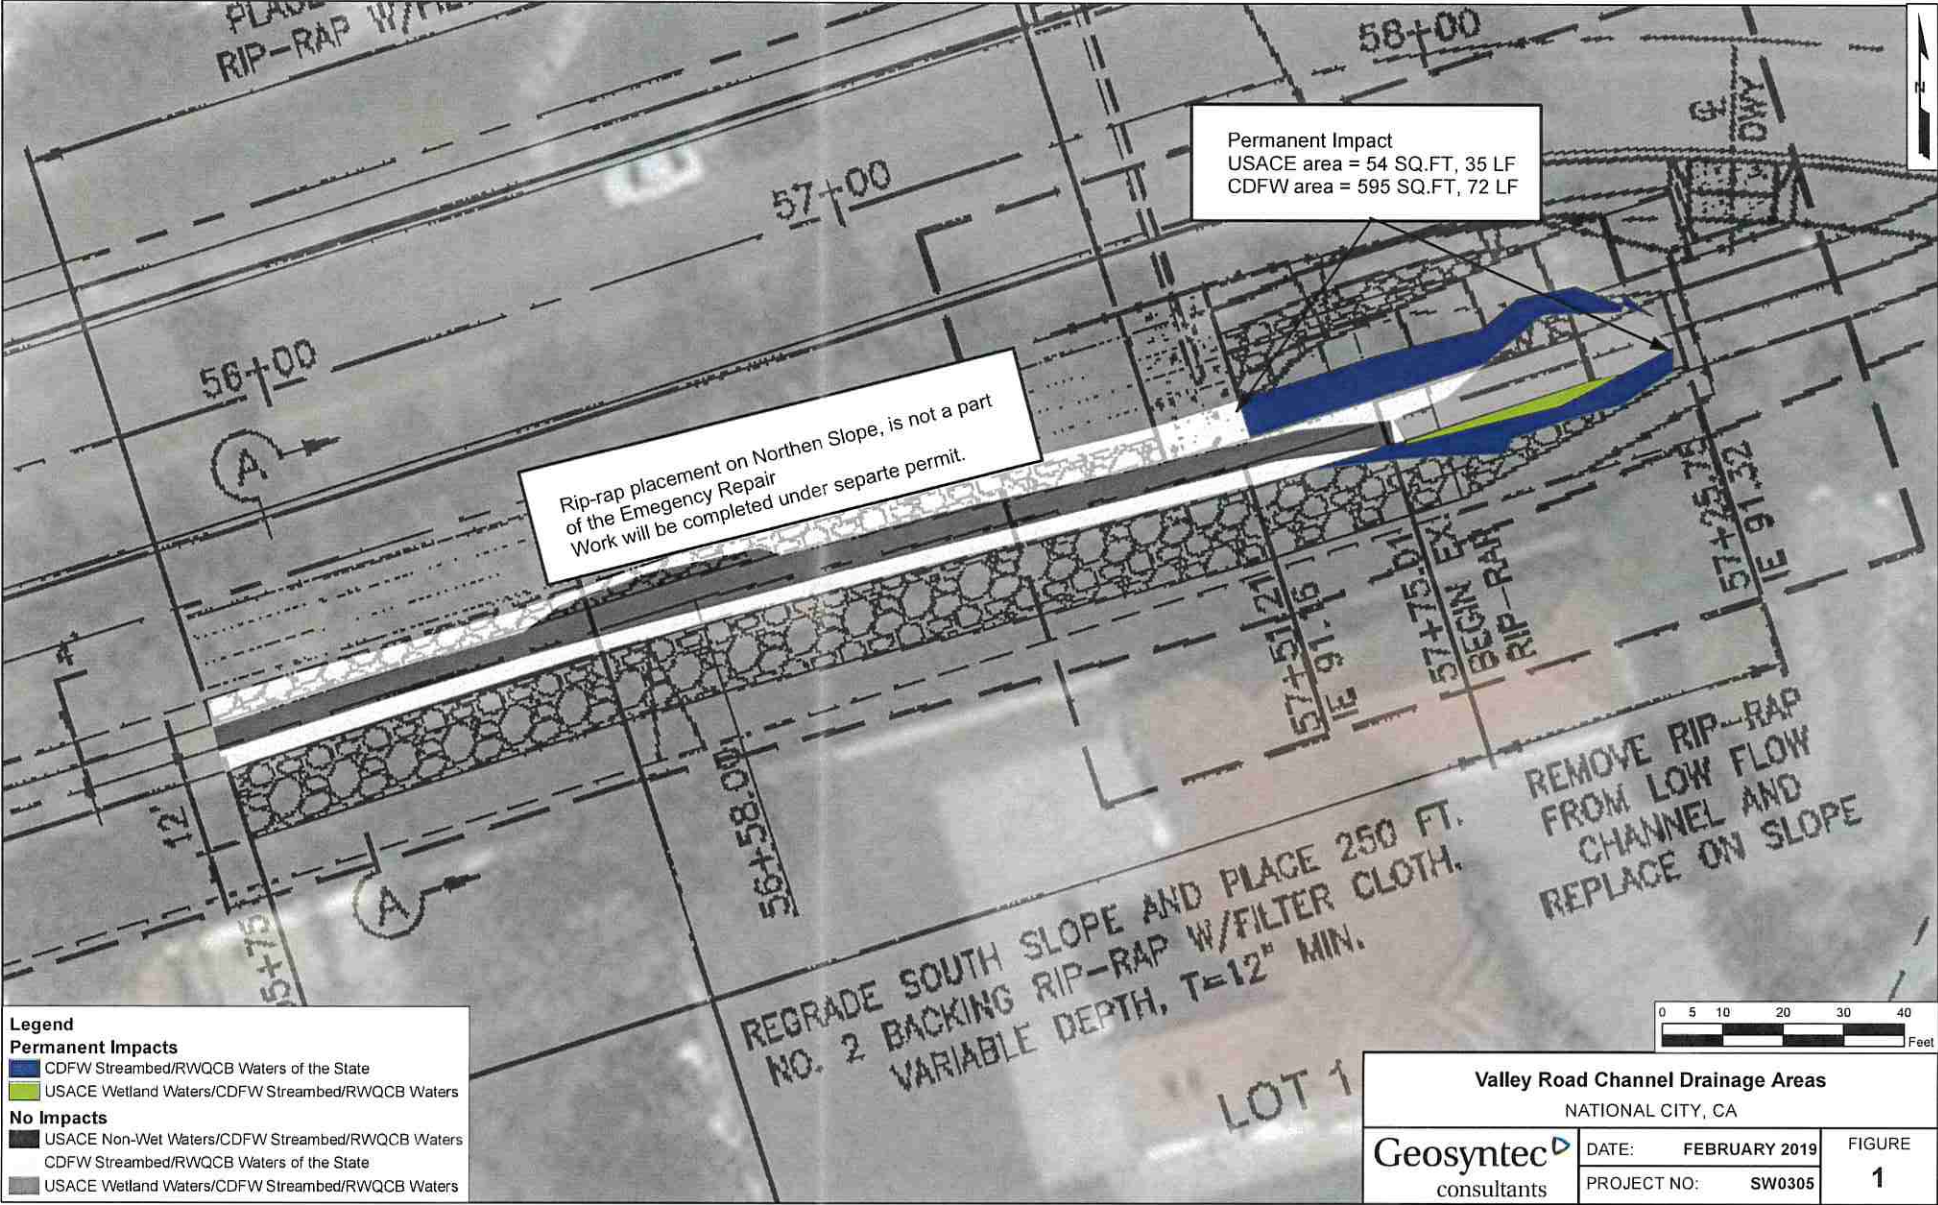 RIP-RAP
58+00
N
DWY
Permanent Impact
USACE area = 54 SQ.FT, 35 LF
CDFW area = 595 SQ.FT, 72 LF
57+00
56+00
A
Rip-rap placement on Northen Slope, is not a part
of the Emegency Repair
Work will be completed under separte permit.
4'
12'
A
55+75
56+58.00
57+51.21
IE 91.16
57+75.01
BEGIN EX.
RIP-RAP
57+25.75
IE 91.32
REGRADE SOUTH SLOPE AND PLACE 250 FT.
NO. 2 BACKING RIP-RAP W/FILTER CLOTH.
VARIABLE DEPTH, T=12" MIN.
REMOVE RIP-RAP
FROM LOW FLOW
CHANNEL AND
REPLACE ON SLOPE
LOT 1
Legend
Permanent Impacts
CDFW Streambed/RWQCB Waters of the State
USACE Wetland Waters/CDFW Streambed/RWQCB Waters
No Impacts
USACE Non-Wet Waters/CDFW Streambed/RWQCB Waters
CDFW Streambed/RWQCB Waters of the State
USACE Wetland Waters/CDFW Streambed/RWQCB Waters
0 5 10 20 30 40
Feet
Valley Road Channel Drainage Areas
NATIONAL CITY, CA
Geosyntec
consultants
DATE: FEBRUARY 2019
PROJECT NO: SW0305
FIGURE
1